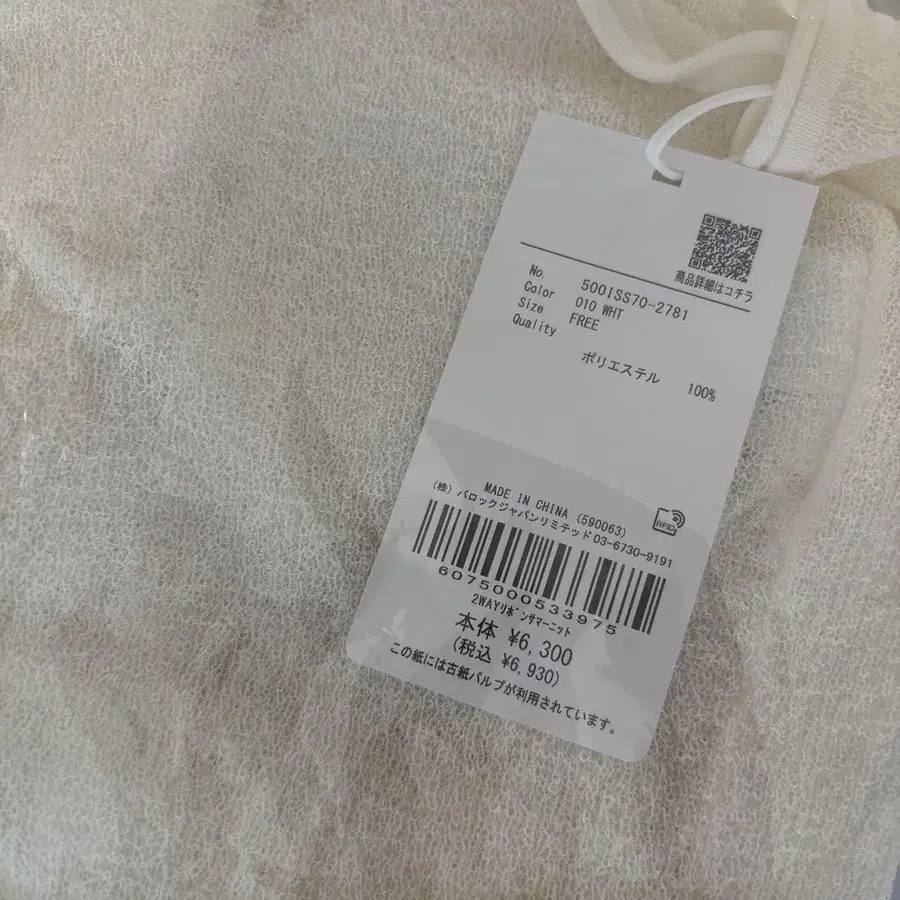 商品詳細はコチラ
No. 500ISS70-2781
Color 010 WHT
Size FREE
Quality
ポリエステル 100%
MADE IN CHINA (590063)
(株)バロックジャパンリミテッド 03-6730-9191
RFID
6075000533975
2WAYリボンサマーニット
本体 ¥6,300
(税込 ¥6,930)
この紙には古紙パルプが利用されています。